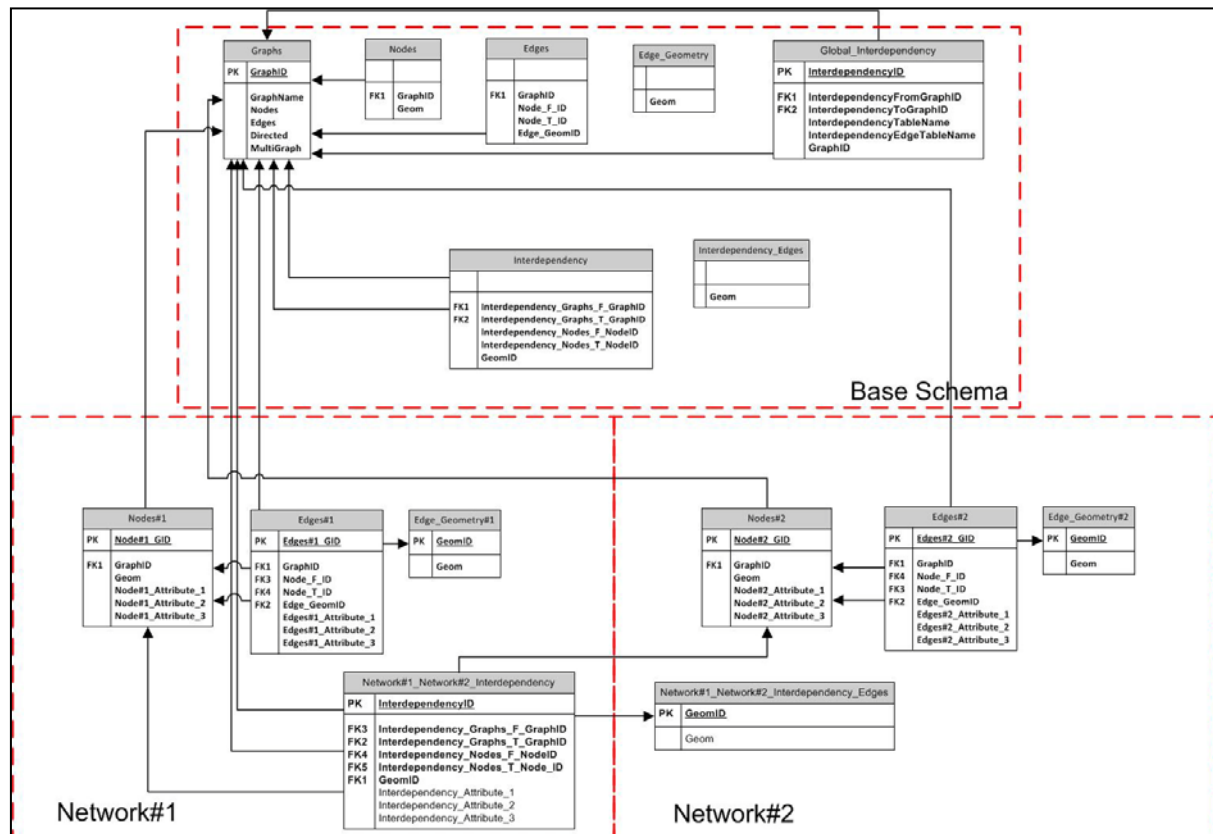 Graphs
PK GraphID
GraphName
Nodes
Edges
Directed
MultiGraph
Nodes
FK1 GraphID
Geom
Edges
FK1 GraphID
Node_F_ID
Node_T_ID
Edge_GeomID
Edge_Geometry
Geom
Global_Interdependency
PK InterdependencyID
FK1 InterdependencyFromGraphID
FK2 InterdependencyToGraphID
InterdependencyTableName
InterdependencyEdgeTableName
GraphID
Interdependency
FK1 Interdependency_Graphs_F_GraphID
FK2 Interdependency_Graphs_T_GraphID
Interdependency_Nodes_F_NodeID
Interdependency_Nodes_T_NodeID
GeomID
Interdependency_Edges
Geom
Base Schema
Nodes#1
PK Node#1_GID
FK1 GraphID
Geom
Node#1_Attribute_1
Node#1_Attribute_2
Node#1_Attribute_3
Edges#1
PK Edges#1_GID
FK1 GraphID
FK3 Node_F_ID
FK4 Node_T_ID
FK2 Edge_GeomID
Edges#1_Attribute_1
Edges#1_Attribute_2
Edges#1_Attribute_3
Edge_Geometry#1
PK GeomID
Geom
Nodes#2
PK Node#2_GID
FK1 GraphID
Geom
Node#2_Attribute_1
Node#2_Attribute_2
Node#2_Attribute_3
Edges#2
PK Edges#2_GID
FK1 GraphID
FK4 Node_F_ID
FK3 Node_T_ID
FK2 Edge_GeomID
Edges#2_Attribute_1
Edges#2_Attribute_2
Edges#2_Attribute_3
Edge_Geometry#2
PK GeomID
Geom
Network#1_Network#2_Interdependency
PK InterdependencyID
FK3 Interdependency_Graphs_F_GraphID
FK2 Interdependency_Graphs_T_GraphID
FK4 Interdependency_Nodes_F_NodeID
FK5 Interdependency_Nodes_T_Node_ID
FK1 GeomID
Interdependency_Attribute_1
Interdependency_Attribute_2
Interdependency_Attribute_3
Network#1_Network#2_Interdependency_Edges
PK GeomID
Geom
Network#1
Network#2